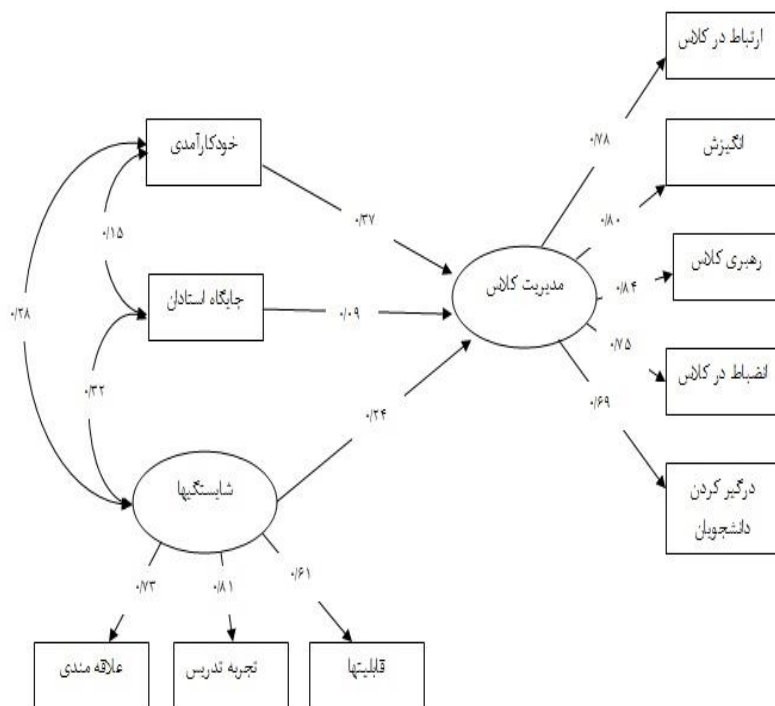 ارتباط در کلاس
۰/۷۸
انگیزش
خودکارآمدی
۰/۸۰
۰/۳۷
رهبری کلاس
۰/۱۵
مدیریت کلاس
۰/۸۴
جایگاه استادان
۰/۲۸
۰/۰۹
۰/۷۵
انضباط در کلاس
۰/۳۲
۰/۶۹
۰/۲۴
شایستگیها
درگیر کردن
دانشجویان
۰/۷۳
۰/۸۱
۰/۶۱
علاقه مندی
تجربه تدریس
قابلیتها